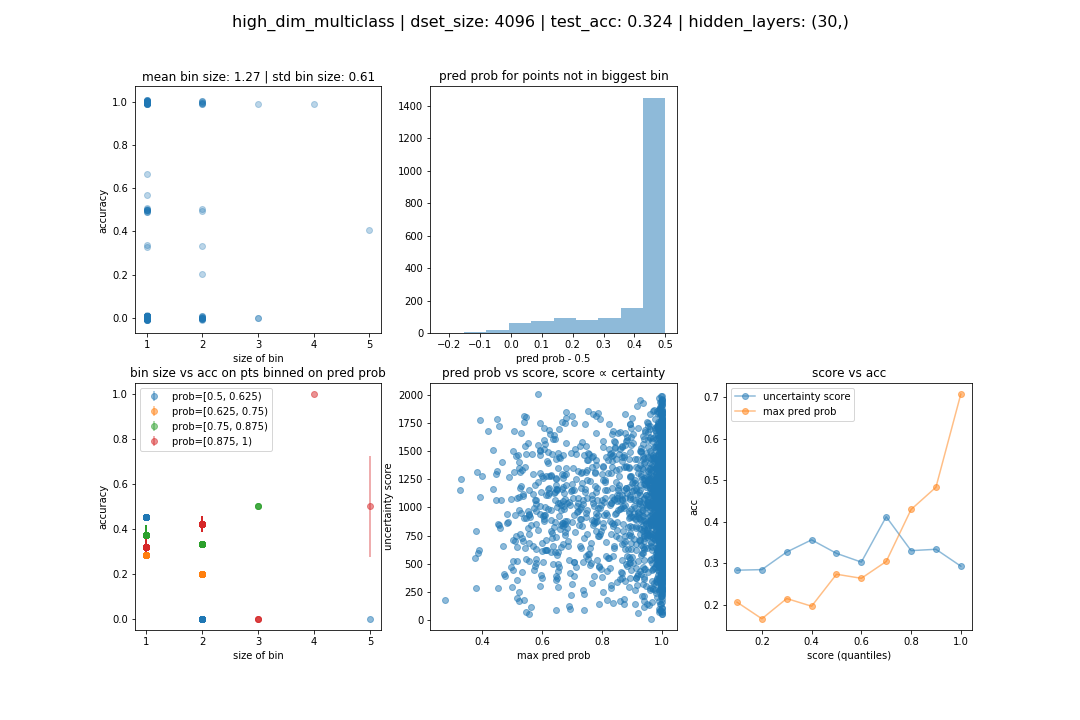 high_dim_multiclass | dset_size: 4096 | test_acc: 0.324 | hidden_layers: (30,)
mean bin size: 1.27 | std bin size: 0.61
1.0
0.8
0.6
0.4
0.2
0.0
accuracy
1 2 3 4 5
size of bin
pred prob for points not in biggest bin
1400
1200
1000
800
600
400
200
0
−0.2 −0.1 0.0 0.1 0.2 0.3 0.4 0.5
pred prob - 0.5
bin size vs acc on pts binned on pred prob
prob=[0.5, 0.625)
prob=[0.625, 0.75)
prob=[0.75, 0.875)
prob=[0.875, 1)
1.0
0.8
0.6
0.4
0.2
0.0
accuracy
1 2 3 4 5
size of bin
pred prob vs score, score ∝ certainty
2000
1750
1500
1250
1000
750
500
250
0
uncertainty score
0.4 0.6 0.8 1.0
max pred prob
score vs acc
uncertainty score
max pred prob
0.7
0.6
0.5
0.4
0.3
0.2
acc
0.2 0.4 0.6 0.8 1.0
score (quantiles)